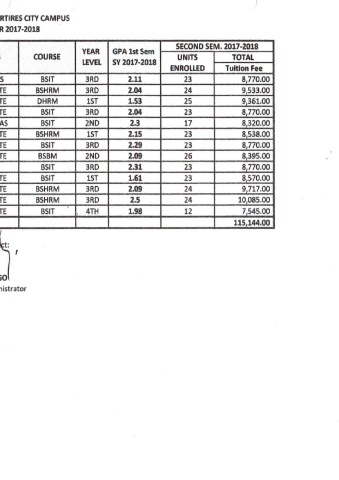 RTIRES CITY CAMPUS
R 2017-2018
COURSE YEAR LEVEL GPA 1st Sem SY 2017-2018 SECOND SEM. 2017-2018 UNITS ENROLLED TOTAL Tuition Fee
S BSIT 3RD 2.11 23 8,770.00
TE BSHRM 3RD 2.04 24 9,533.00
TE DHRM 1ST 1.53 25 9,361.00
TE BSIT 3RD 2.04 23 8,770.00
AS BSIT 2ND 2.3 17 8,320.00
TE BSHRM 1ST 2.15 23 8,538.00
TE BSIT 3RD 2.29 23 8,770.00
TE BSBM 2ND 2.09 26 8,395.00
BSIT 3RD 2.31 23 8,770.00
TE BSIT 1ST 1.61 23 8,570.00
TE BSHRM 3RD 2.09 24 9,717.00
TE BSHRM 3RD 2.5 24 10,085.00
TE BSIT 4TH 1.98 12 7,545.00
115,144.00
ct:
GO
nistrator